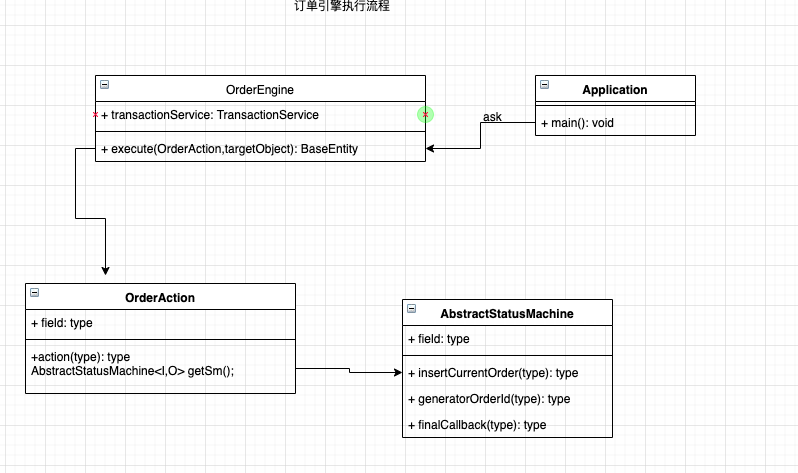 订单引擎执行流程
OrderEngine
+ transactionService: TransactionService
+ execute(OrderAction,targetObject): BaseEntity
Application
+ main(): void
ask
OrderAction
+ field: type
+action(type): type
AbstractStatusMachine<I,O> getSm();
AbstractStatusMachine
+ field: type
+ insertCurrentOrder(type): type
+ generatorOrderId(type): type
+ finalCallback(type): type